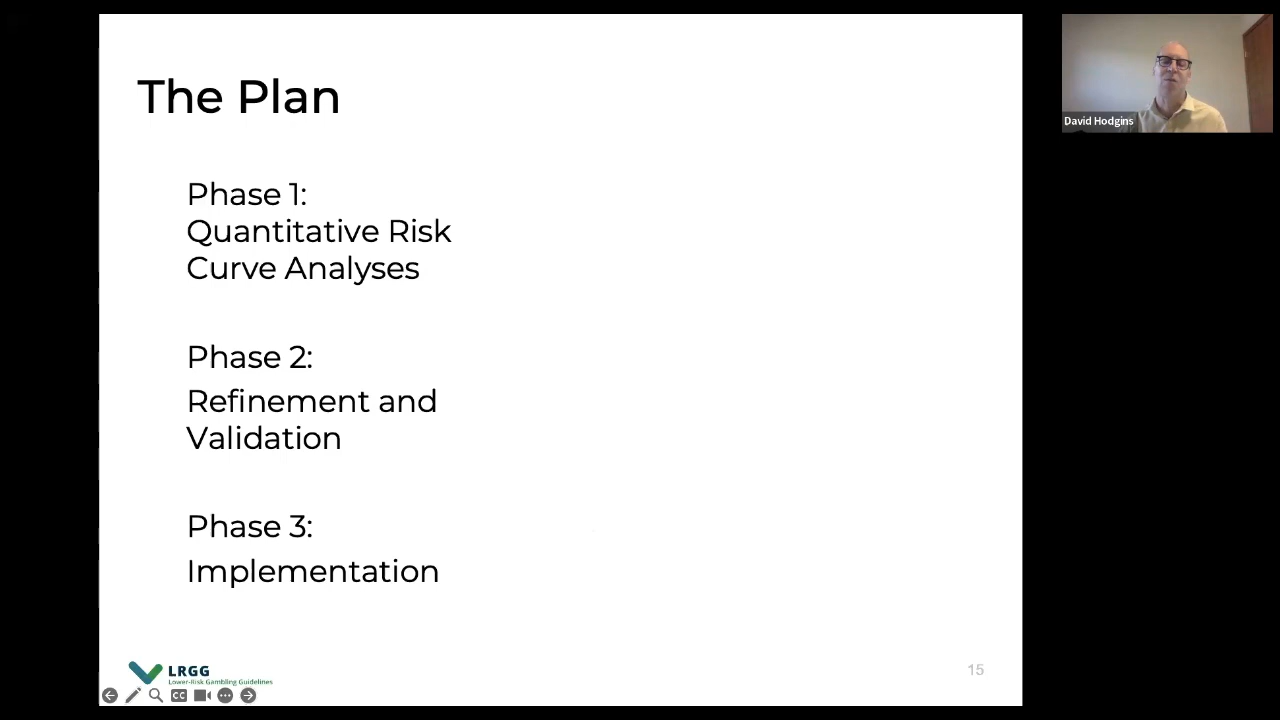 The Plan
David Hodgins
Phase 1:
Quantitative Risk
Curve Analyses
Phase 2:
Refinement and
Validation
Phase 3:
Implementation
LRGG
Lower-Risk Gambling Guidelines
15
CC